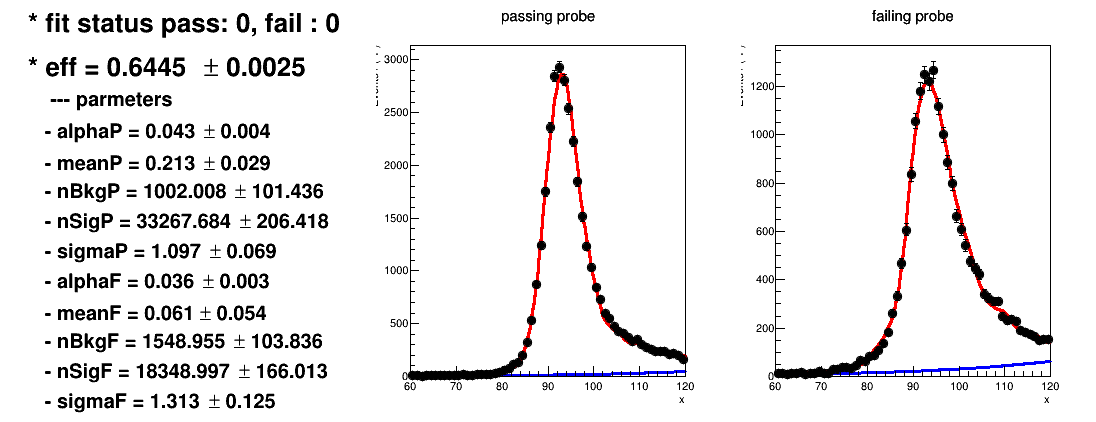 * fit status pass: 0, fail : 0
* eff = 0.6445 ± 0.0025
--- parmeters
- alphaP = 0.043 ± 0.004
- meanP = 0.213 ± 0.029
- nBkgP = 1002.008 ± 101.436
- nSigP = 33267.684 ± 206.418
- sigmaP = 1.097 ± 0.069
- alphaF = 0.036 ± 0.003
- meanF = 0.061 ± 0.054
- nBkgF = 1548.955 ± 103.836
- nSigF = 18348.997 ± 166.013
- sigmaF = 1.313 ± 0.125
passing probe
3000
2500
2000
1500
1000
500
0
60 70 80 90 100 110 120
x
failing probe
1200
1000
800
600
400
200
0
60 70 80 90 100 110 120
x